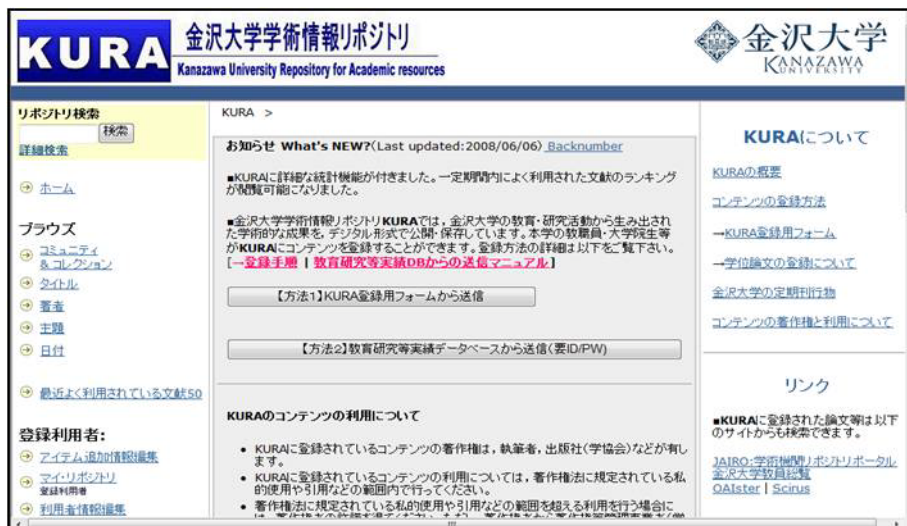 KURA 金沢大学学術情報リポジトリ
Kanazawa University Repository for Academic resources
金沢大学
KANAZAWA
UNIVERSITY
リポジトリ検索
検索
詳細検索
ホーム
ブラウズ
コミュニティ
&コレクション
タイトル
著者
主題
日付
最近よく利用されている文献50
登録利用者:
アイテム追加情報編集
マイ・リポジトリ
登録利用者
利用者情報編集
KURA >
お知らせ What's NEW?(Last updated:2008/06/06) Backnumber
■KURAに詳細な統計機能が付きました。一定期間内によく利用された文献のランキング
が閲覧可能になりました。
■金沢大学学術情報リポジトリKURAでは,金沢大学の教育・研究活動から生み出され
た学術的な成果を,デジタル形式で公開・保存しています。本学の教職員・大学院生等
がKURAにコンテンツを登録することができます。登録方法の詳細は以下をご覧下さい。
[→登録手順 | 教育研究等実績DBからの送信マニュアル]
【方法1】KURA登録用フォームから送信
【方法2】教育研究等実績データベースから送信(要ID/PW)
KURAのコンテンツの利用について
• KURAに登録されているコンテンツの著作権は,執筆者,出版社(学協会)などが有し
ます。
• KURAに登録されているコンテンツの利用については,著作権法に規定されている私
的使用や引用などの範囲内で行ってください。
• 著作権法に規定されている私的使用や引用などの範囲を超える利用を行う場合に
KURAについて
KURAの概要
コンテンツの登録方法
→KURA登録用フォーム
→学位論文の登録について
金沢大学の定期刊行物
コンテンツの著作権と利用について
リンク
■KURAに登録された論文等は以下
のサイトからも検索できます。
JAIRO:学術機関リポジトリポータル
金沢大学教員総覧
OAIster | Scirus